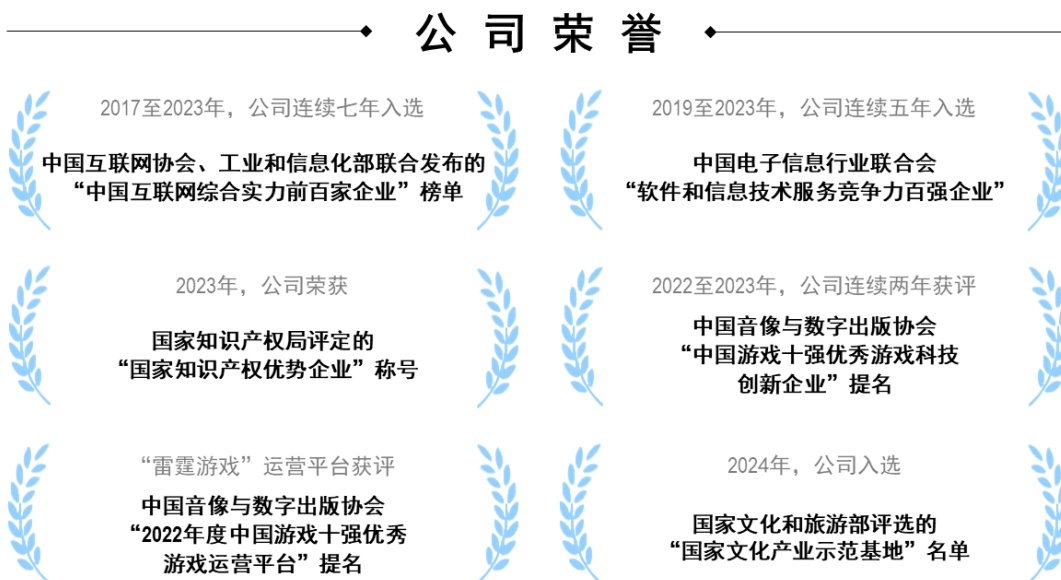 公司荣誉
2017至2023年，公司连续七年入选
中国互联网协会、工业和信息化部联合发布的
“中国互联网综合实力前百家企业”榜单
2019至2023年，公司连续五年入选
中国电子信息行业联合会
“软件和信息技术服务竞争力百强企业”
2023年，公司荣获
国家知识产权局评定的
“国家知识产权优势企业”称号
2022至2023年，公司连续两年获评
中国音像与数字出版协会
“中国游戏十强优秀游戏科技
创新企业”提名
“雷霆游戏”运营平台获评
中国音像与数字出版协会
“2022年度中国游戏十强优秀
游戏运营平台”提名
2024年，公司入选
国家文化和旅游部评选的
“国家文化产业示范基地”名单